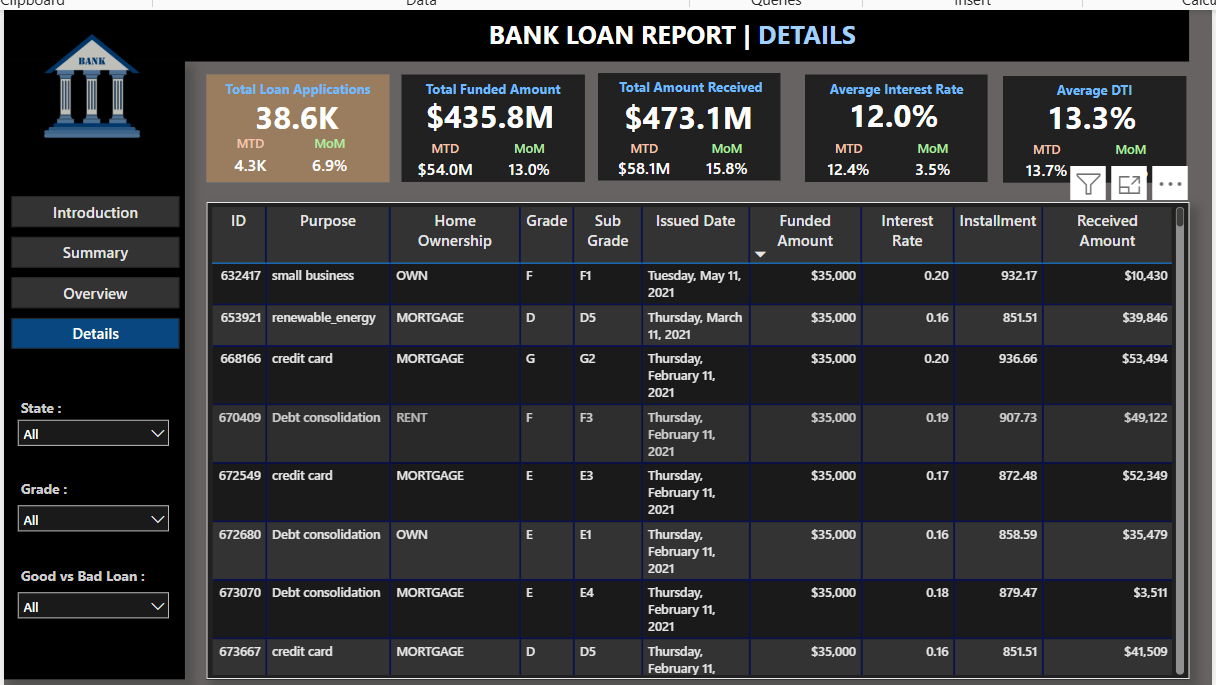 Clipboard Data Queries Insert
BANK LOAN REPORT | DETAILS
BANK
Total Loan Applications
38.6K
MTD MoM
4.3K 6.9%
Total Funded Amount
$435.8M
MTD MoM
$54.0M 13.0%
Total Amount Received
$473.1M
MTD MoM
$58.1M 15.8%
Average Interest Rate
12.0%
MTD MoM
12.4% 3.5%
Average DTI
13.3%
MTD MoM
13.7%
Introduction
Summary
Overview
Details
State :
All
Grade :
All
Good vs Bad Loan :
All
ID Purpose Home Grade Sub Issued Date Funded Interest Installment Received
Ownership Grade Amount Rate Amount
632417 small business OWN F F1 Tuesday, May 11, $35,000 0.20 932.17 $10,430
2021
653921 renewable_energy MORTGAGE D D5 Thursday, March $35,000 0.16 851.51 $39,846
11, 2021
668166 credit card MORTGAGE G G2 Thursday, $35,000 0.20 936.66 $53,494
February 11,
2021
670409 Debt consolidation RENT F F3 Thursday, $35,000 0.19 907.73 $49,122
February 11,
2021
672549 credit card MORTGAGE E E3 Thursday, $35,000 0.17 872.48 $52,349
February 11,
2021
672680 Debt consolidation OWN E E1 Thursday, $35,000 0.16 858.59 $35,479
February 11,
2021
673070 Debt consolidation MORTGAGE E E4 Thursday, $35,000 0.18 879.47 $3,511
February 11,
2021
673667 credit card MORTGAGE D D5 Thursday, $35,000 0.16 851.51 $41,509
February 11,